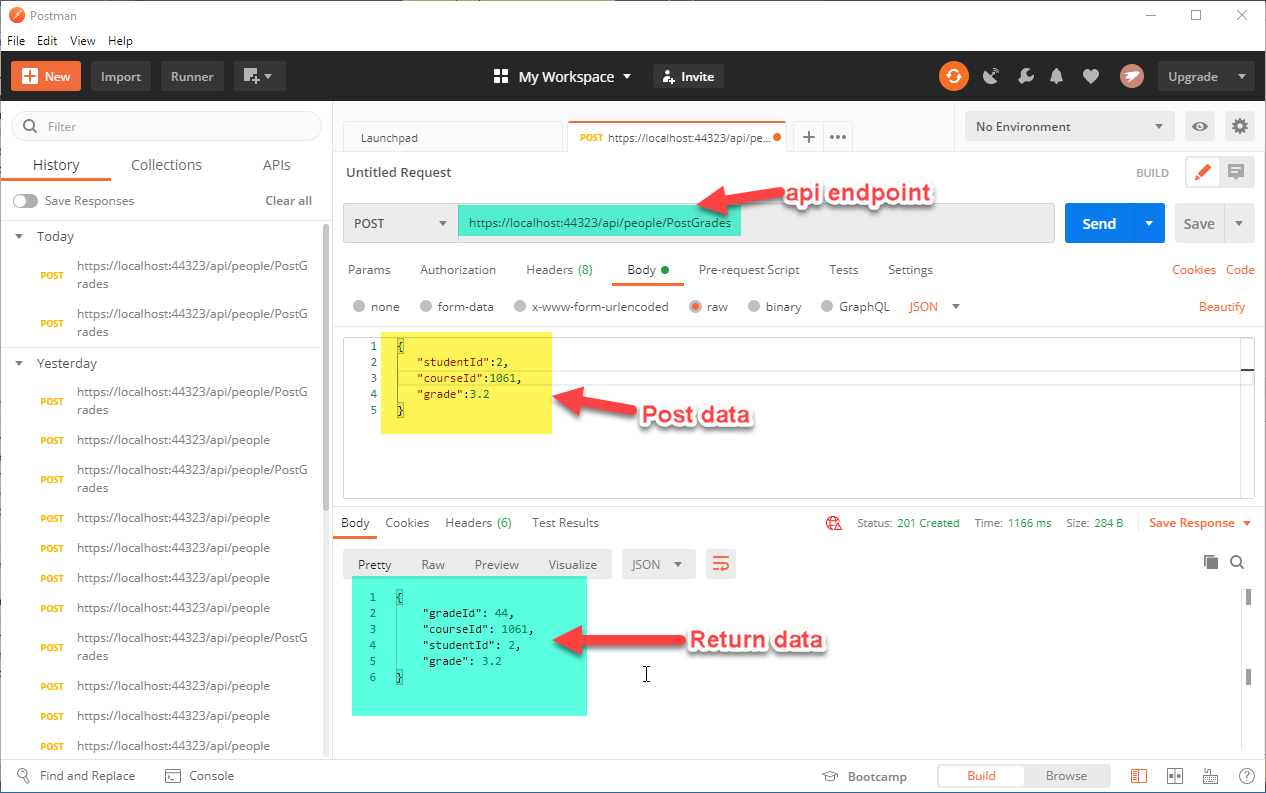 Postman
File Edit View Help
New Import Runner My Workspace Invite Upgrade
Filter
History Collections APIs
Save Responses Clear all
Today
POST https://localhost:44323/api/people/PostG
rades
POST https://localhost:44323/api/people/PostG
rades
Yesterday
POST https://localhost:44323/api/people/PostG
rades
POST https://localhost:44323/api/people
POST https://localhost:44323/api/people/PostG
rades
POST https://localhost:44323/api/people
POST https://localhost:44323/api/people
POST https://localhost:44323/api/people
POST https://localhost:44323/api/people
POST https://localhost:44323/api/people/PostG
rades
POST https://localhost:44323/api/people
POST https://localhost:44323/api/people
POST https://localhost:44323/api/people
Launchpad POST https://localhost:44323/api/pe... + ••• No Environment
Untitled Request BUILD
api endpoint
POST https://localhost:44323/api/people/PostGrades Send Save
Params Authorization Headers (8) Body Pre-request Script Tests Settings Cookies Code
none form-data x-www-form-urlencoded raw binary GraphQL JSON Beautify
1 {
2 "studentId":2,
3 "courseId":1061,
4 "grade":3.2
5 }
Post data
Body Cookies Headers (6) Test Results Status: 201 Created Time: 1166 ms Size: 284 B Save Response
Pretty Raw Preview Visualize JSON
1 {
2 "gradeId": 44,
3 "courseId": 1061,
4 "studentId": 2,
5 "grade": 3.2
6 }
Return data
Find and Replace Console Bootcamp Build Browse